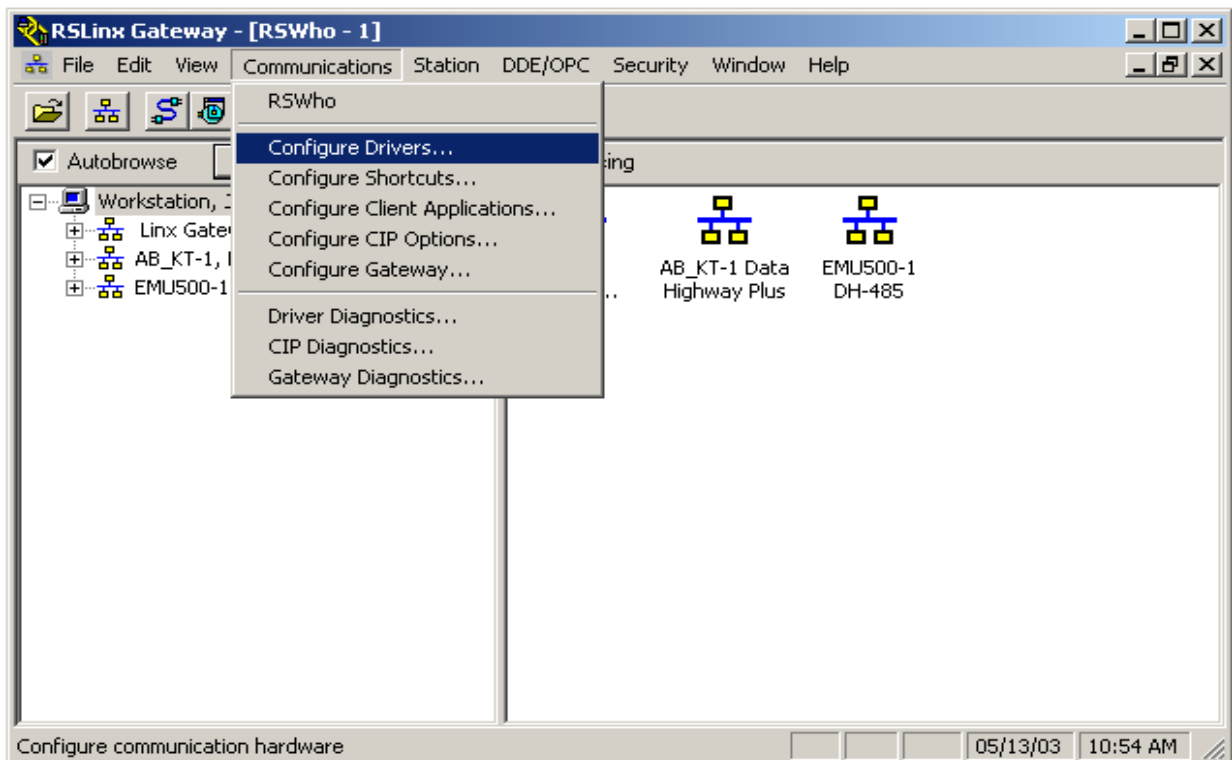 RSLinx Gateway - [RSWho - 1]
File Edit View Communications Station DDE/OPC Security Window Help
RSWho
Configure Drivers...
Configure Shortcuts...
Configure Client Applications...
Configure CIP Options...
Configure Gateway...
Driver Diagnostics...
CIP Diagnostics...
Gateway Diagnostics...
Autobrowse
Workstation,
Linx
AB_KT-1,
EMU500-1
AB_KT-1 Data
Highway Plus
EMU500-1
DH-485
Configure communication hardware
05/13/03 10:54 AM